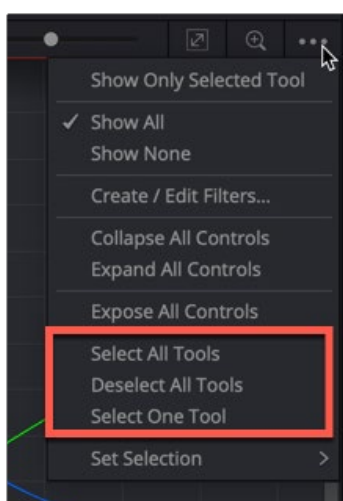 Show Only Selected Tool
Show All
Show None
Create / Edit Filters...
Collapse All Controls
Expand All Controls
Expose All Controls
Select All Tools
Deselect All Tools
Select One Tool
Set Selection